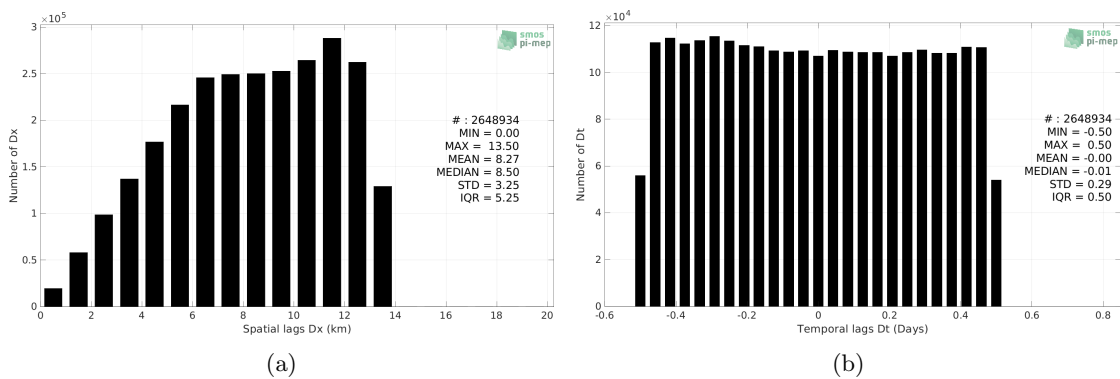 ×10⁵
3
2.5
2
1.5
1
0.5
0
0 2 4 6 8 10 12 14 16 18 20
Number of Dx
Spatial lags Dx (km)
smos
pi-mep
# : 2648934
MIN = 0.00
MAX = 13.50
MEAN = 8.27
MEDIAN = 8.50
STD = 3.25
IQR = 5.25
(a)
×10⁴
12
10
8
6
4
2
0
-0.6 -0.4 -0.2 0 0.2 0.4 0.6 0.8
Number of Dt
Temporal lags Dt (Days)
smos
pi-mep
# : 2648934
MIN = -0.50
MAX = 0.50
MEAN = -0.00
MEDIAN = -0.01
STD = 0.29
IQR = 0.50
(b)